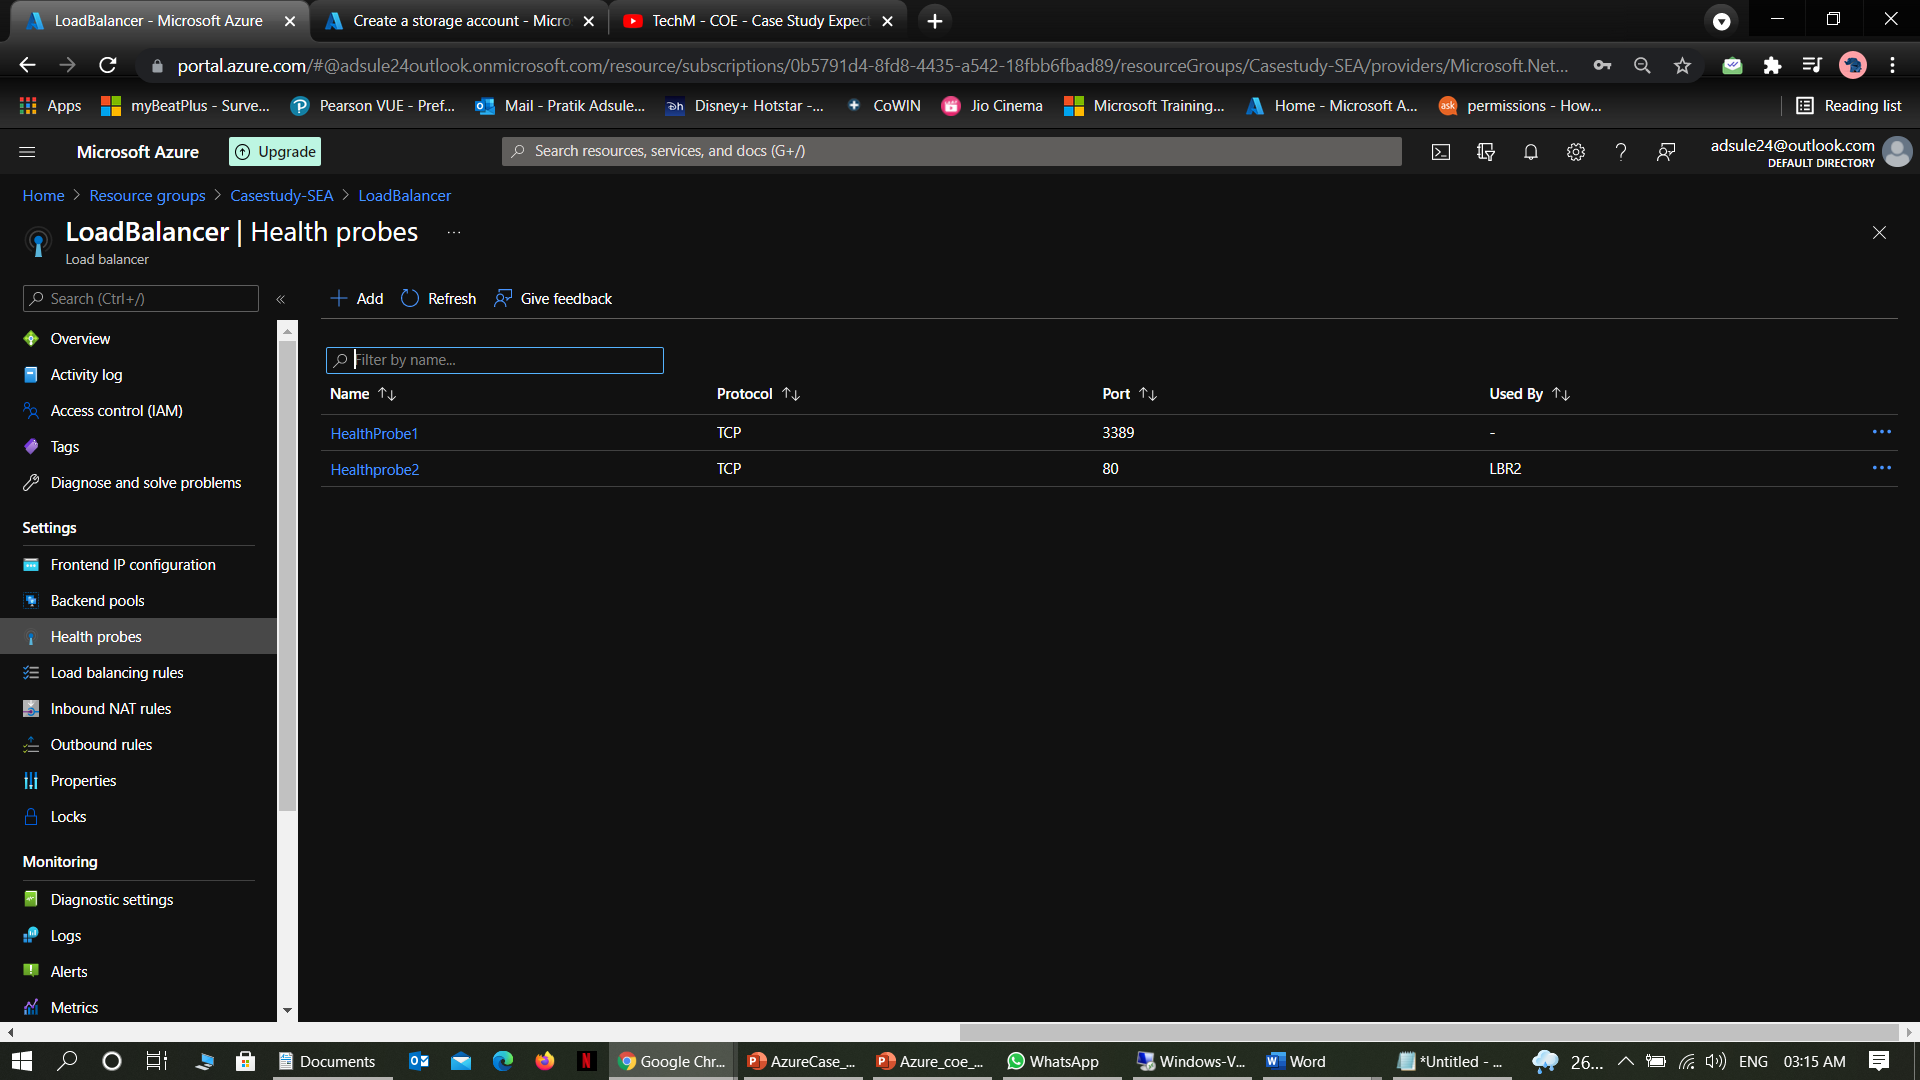 LoadBalancer - Microsoft Azure
Create a storage account - Micro
TechM - COE - Case Study Expect
portal.azure.com/#@adsule24outlook.onmicrosoft.com/resource/subscriptions/0b5791d4-8fd8-4435-a542-18fbb6fbad89/resourceGroups/Casestudy-SEA/providers/Microsoft.Net...
Apps
myBeatPlus - Surve...
Pearson VUE - Pref...
Mail - Pratik Adsule...
Disney+ Hotstar -...
CoWIN
Jio Cinema
Microsoft Training...
Home - Microsoft A...
ask
permissions - How...
Reading list
Microsoft Azure
Upgrade
Search resources, services, and docs (G+/)
adsule24@outlook.com
DEFAULT DIRECTORY
Home > Resource groups > Casestudy-SEA > LoadBalancer
LoadBalancer | Health probes ...
Load balancer
Search (Ctrl+/)
«
Add
Refresh
Give feedback
Filter by name...
Name
Protocol
Port
Used By
HealthProbe1
TCP
3389
-
Healthprobe2
TCP
80
LBR2
Overview
Activity log
Access control (IAM)
Tags
Diagnose and solve problems
Settings
Frontend IP configuration
Backend pools
Health probes
Load balancing rules
Inbound NAT rules
Outbound rules
Properties
Locks
Monitoring
Diagnostic settings
Logs
Alerts
Metrics
Documents
Google Chr...
AzureCase_...
Azure_coe_...
WhatsApp
Windows-V...
Word
*Untitled - ...
26...
ENG
03:15 AM